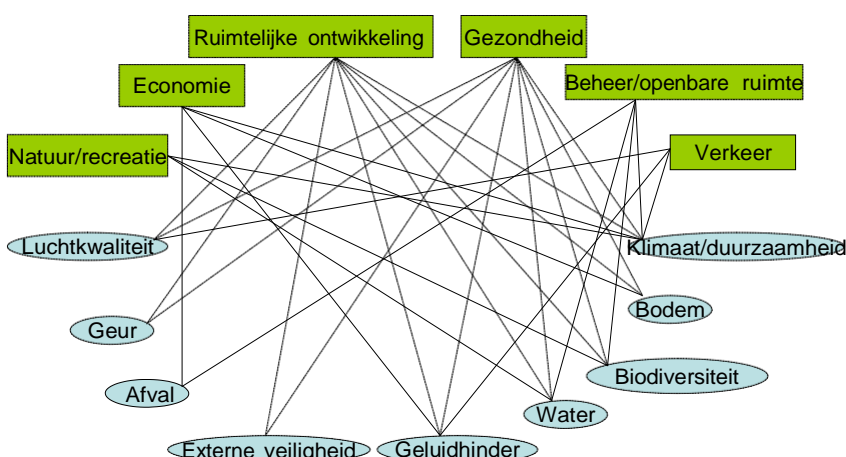 Ruimtelijke ontwikkeling
Gezondheid
Economie
Beheer/openbare ruimte
Natuur/recreatie
Verkeer
Luchtkwaliteit
Klimaat/duurzaamheid
Bodem
Geur
Biodiversiteit
Afval
Water
Externe veiligheid
Geluidhinder